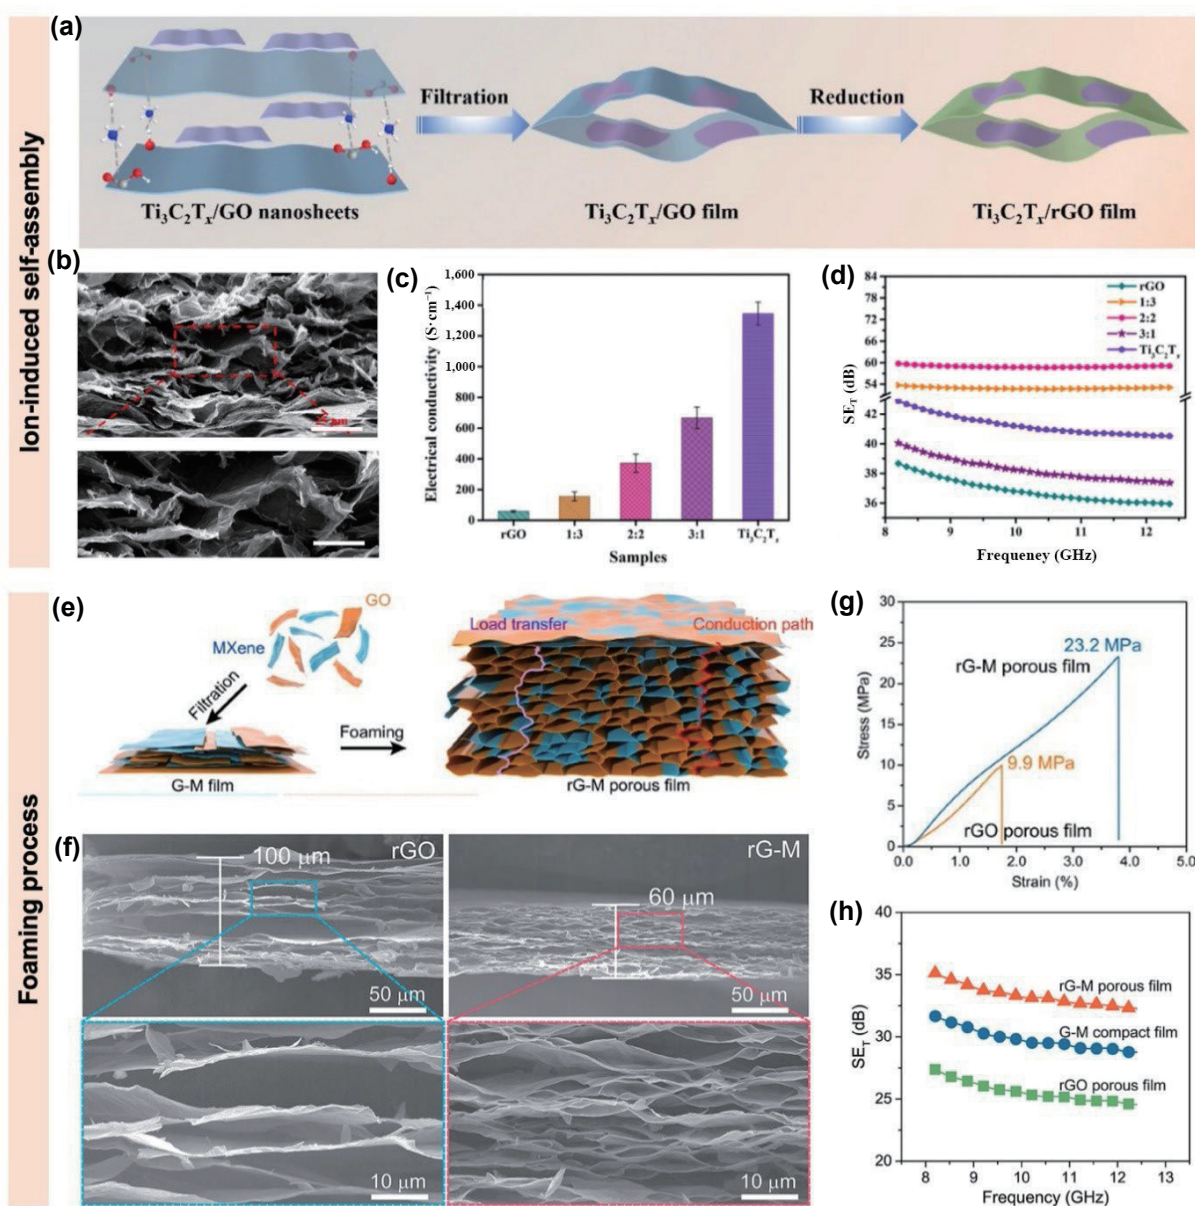 Ion-induced self-assembly
(a)
Filtration
Reduction
Ti₃C₂Tₓ/GO nanosheets
Ti₃C₂Tₓ/GO film
Ti₃C₂Tₓ/rGO film
(b)
(c)
Electrical conductivity (S·cm⁻¹)
1,600
1,400
1,200
1,000
800
600
400
200
0
rGO
1:3
2:2
3:1
Ti₃C₂Tₓ
Samples
(d)
SE_T (dB)
84
78
72
66
60
54
42
40
38
36
rGO
1:3
2:2
3:1
Ti₃C₂Tₓ
8
9
10
11
12
Frequeney (GHz)
Foaming process
(e)
GO
MXene
Filtration
Foaming
G-M film
Load transfer
Conduction path
rG-M porous film
(f)
rGO
100 μm
50 μm
10 μm
rG-M
60 μm
50 μm
10 μm
(g)
Stress (MPa)
30
25
20
15
10
5
0
23.2 MPa
rG-M porous film
9.9 MPa
rGO porous film
0.0
1.0
2.0
3.0
4.0
5.0
Strain (%)
(h)
SE_T (dB)
40
35
30
25
20
rG-M porous film
G-M compact film
rGO porous film
8
9
10
11
12
13
Frequency (GHz)